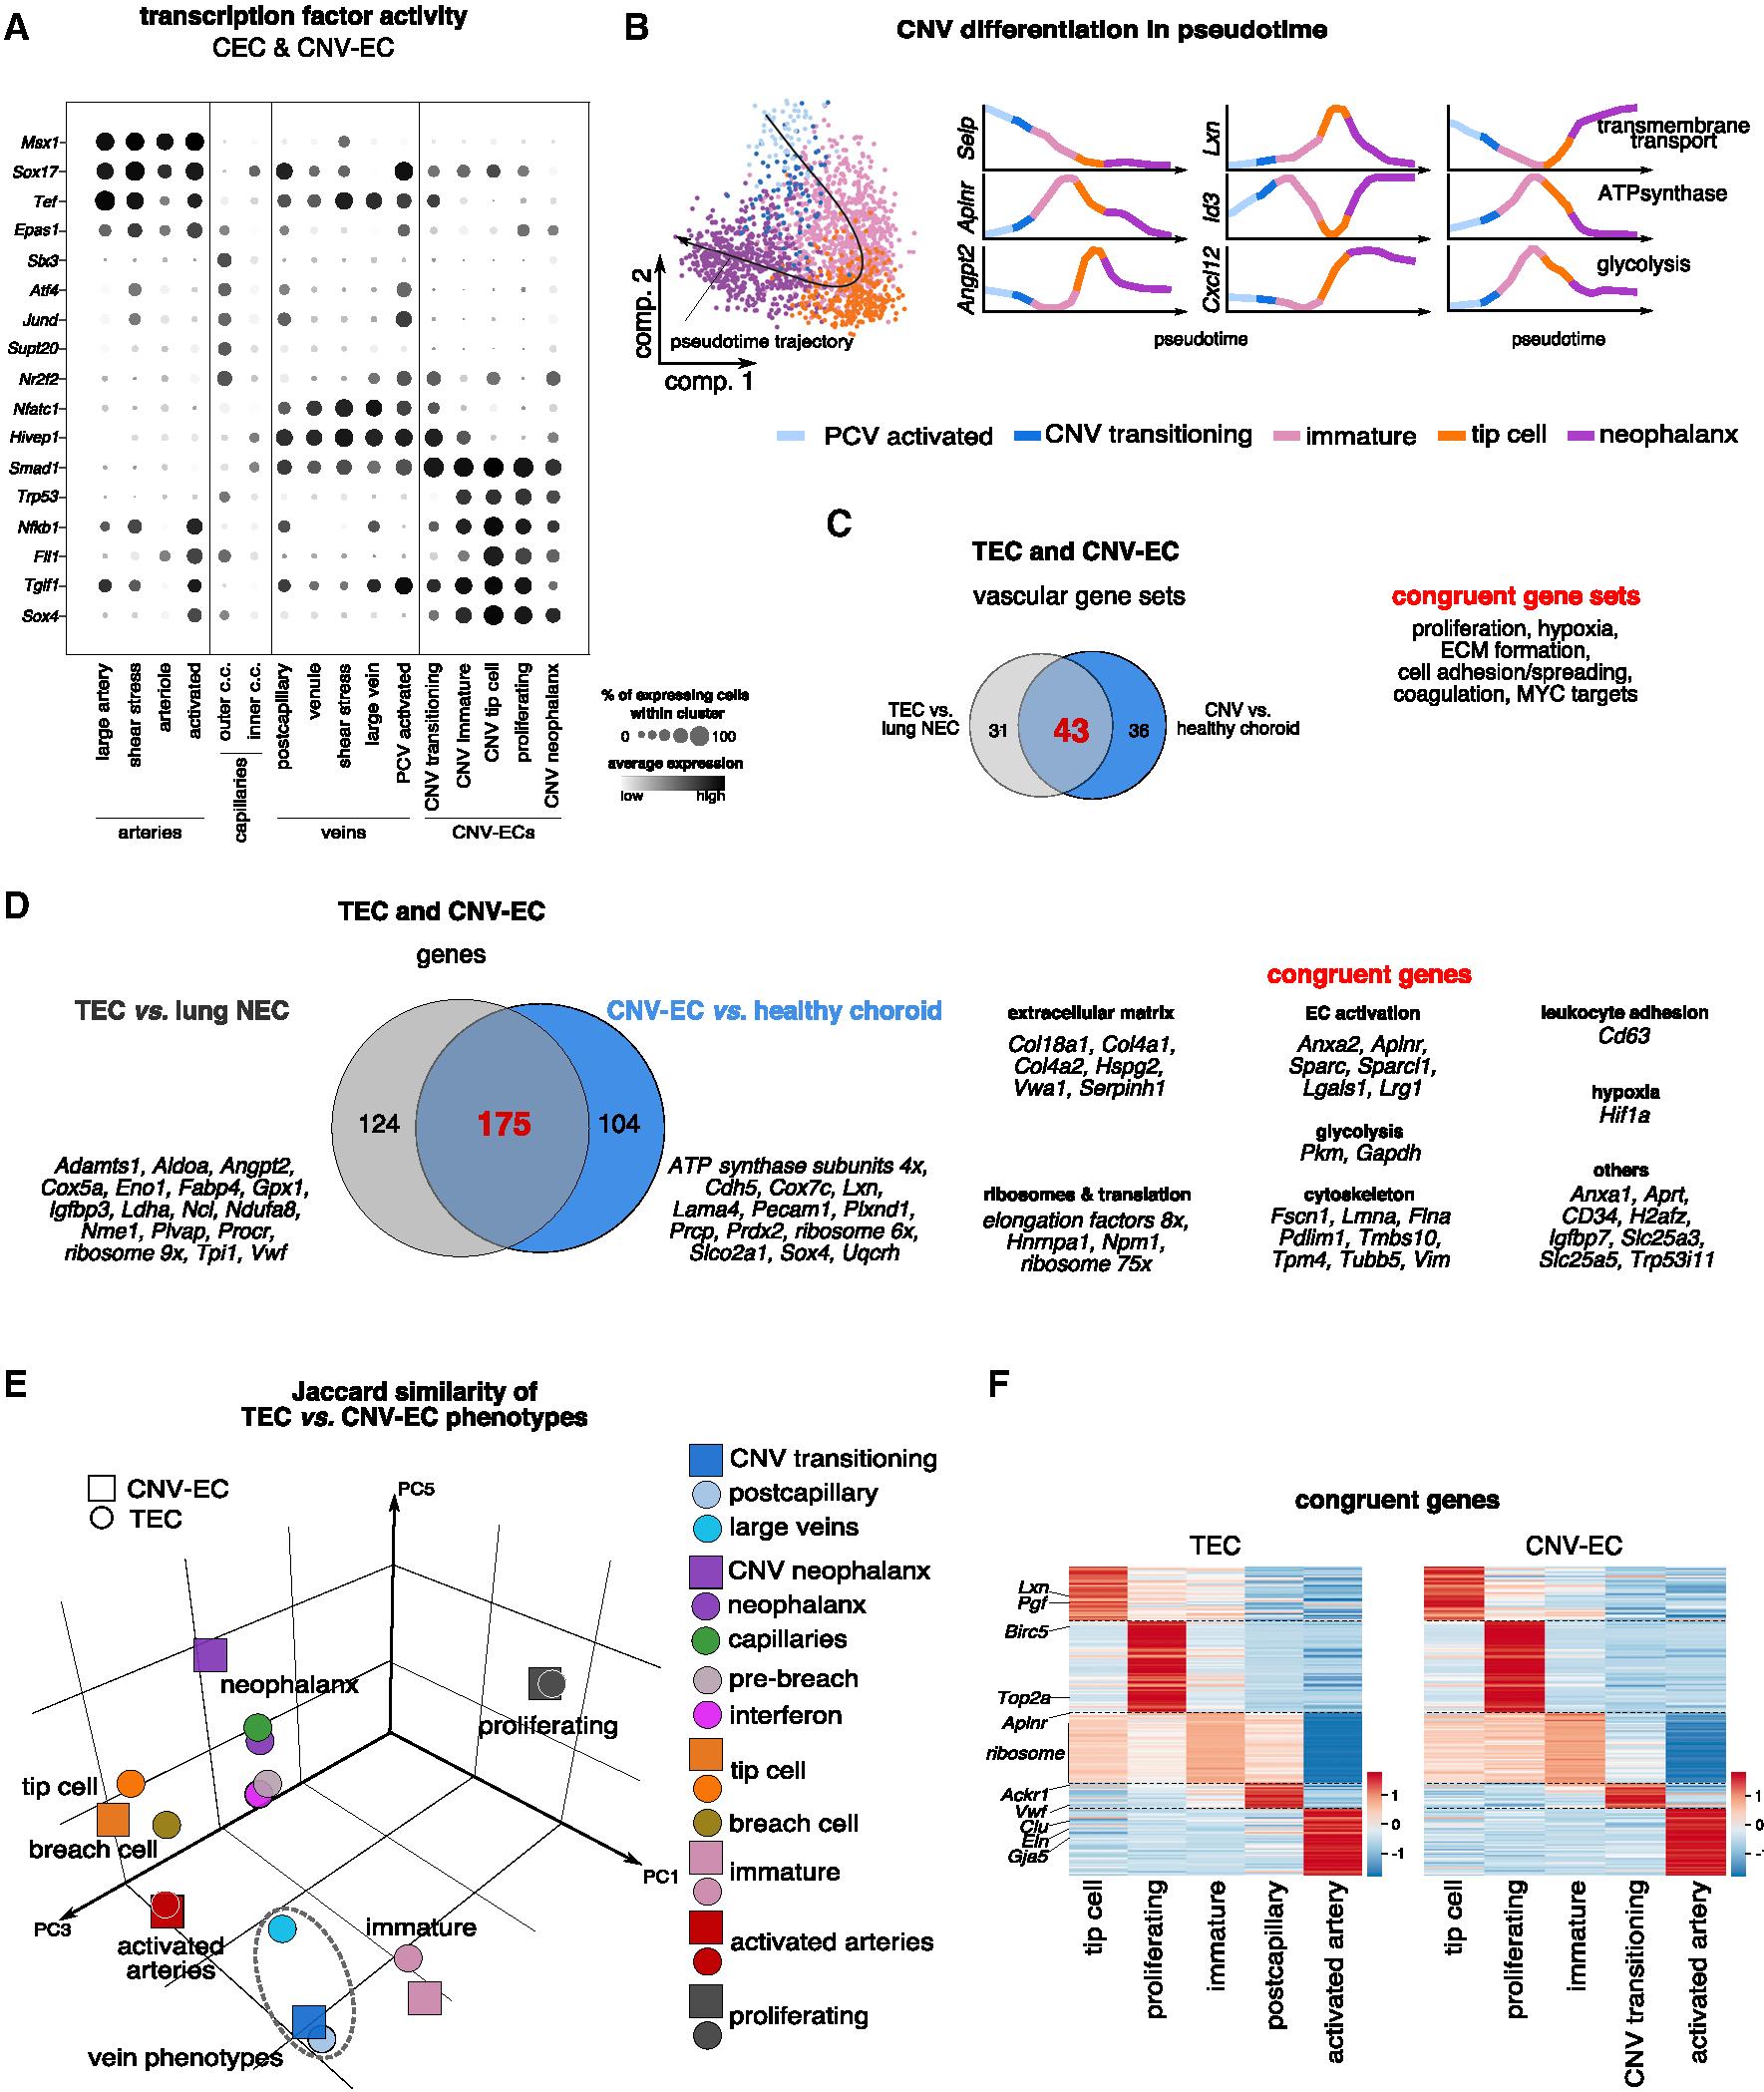 A
transcription factor activity
CEC & CNV-EC
Msx1
Sox17
Tef
Epas1
Sbx3
Atf4
Jund
Supt20
Nr2f2
Nfatc1
Hivep1
Smad1
Trp53
Nfkb1
Fli1
Tgif1
Sox4
large artery
shear stress
arteriole
activated
outer c.c.
inner c.c.
postcapillary
venule
shear stress
large vein
PCV activated
CNV transitioning
CNV immature
CNV tip cell
proliferating
CNV neophalanx
arteries
capillaries
veins
CNV-ECs
% of expressing cells
within cluster
0 100
average expression
low high
B
CNV differentiation in pseudotime
comp. 2
comp. 1
pseudotime trajectory
Selp
Aplnr
Angpt2
Lxn
Id3
Cxcl12
transmembrane
transport
ATPsynthase
glycolysis
pseudotime
pseudotime
PCV activated
CNV transitioning
immature
tip cell
neophalanx
C
TEC and CNV-EC
vascular gene sets
TEC vs.
lung NEC
31
43
36
CNV vs.
healthy choroid
congruent gene sets
proliferation, hypoxia,
ECM formation,
cell adhesion/spreading,
coagulation, MYC targets
D
TEC and CNV-EC
genes
TEC vs. lung NEC
CNV-EC vs. healthy choroid
124
175
104
Adamts1, Aldoa, Angpt2,
Cox5a, Eno1, Fabp4, Gpx1,
Igfbp3, Ldha, Ncl, Ndufa8,
Nme1, Plvap, Procr,
ribosome 9x, Tpi1, Vwf
ATP synthase subunits 4x,
Cdh5, Cox7c, Lxn,
Lama4, Pecam1, Plxnd1,
Prcp, Prdx2, ribosome 6x,
Slco2a1, Sox4, Uqcrh
congruent genes
extracellular matrix
Col18a1, Col4a1,
Col4a2, Hspg2,
Vwa1, Serpinh1
ribosomes & translation
elongation factors 8x,
Hnrnpa1, Npm1,
ribosome 75x
EC activation
Anxa2, Aplnr,
Sparc, Sparcl1,
Lgals1, Lrg1
glycolysis
Pkm, Gapdh
cytoskeleton
Fscn1, Lmna, Flna
Pdlim1, Tmbs10,
Tpm4, Tubb5, Vim
leukocyte adhesion
Cd63
hypoxia
Hif1a
others
Anxa1, Aprt,
CD34, H2afz,
Igfbp7, Slc25a3,
Slc25a5, Trp53i11
E
Jaccard similarity of
TEC vs. CNV-EC phenotypes
CNV-EC
TEC
PC5
PC1
PC3
neophalanx
proliferating
tip cell
breach cell
activated
arteries
immature
vein phenotypes
CNV transitioning
postcapillary
large veins
CNV neophalanx
neophalanx
capillaries
pre-breach
interferon
tip cell
breach cell
immature
activated arteries
proliferating
F
congruent genes
TEC
CNV-EC
Lxn
Pgf
Birc5
Top2a
Aplnr
ribosome
Ackr1
Vwf
Clu
Eln
Gja5
1
0
-1
1
0
-1
tip cell
proliferating
immature
postcapillary
activated artery
tip cell
proliferating
immature
CNV transitioning
activated artery